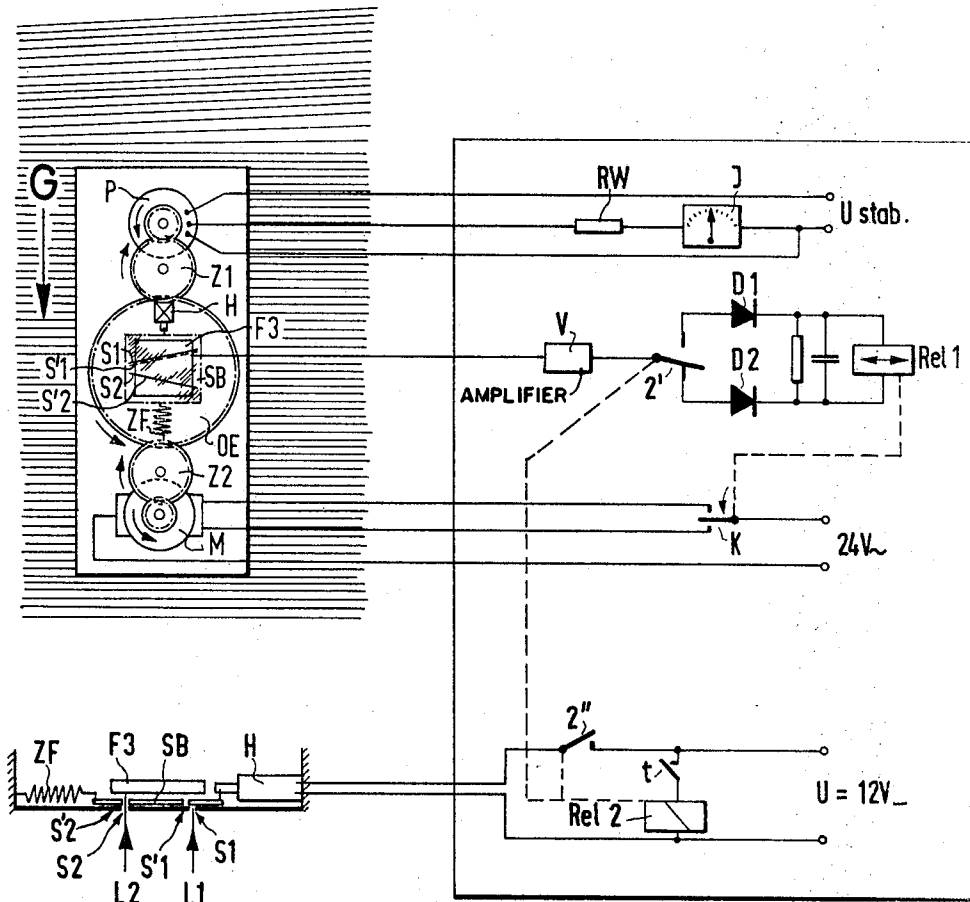 G
P
RW
J
U stab.
Z1
H
F3
S1
S'1
S2
S'2
SB
ZF
OE
Z2
M
V
AMPLIFIER
2'
D1
D2
Rel 1
K
24V~
2"
t
Rel 2
U = 12V_
ZF
F3
SB
H
S'2
S2
S'1
S1
L2
L1